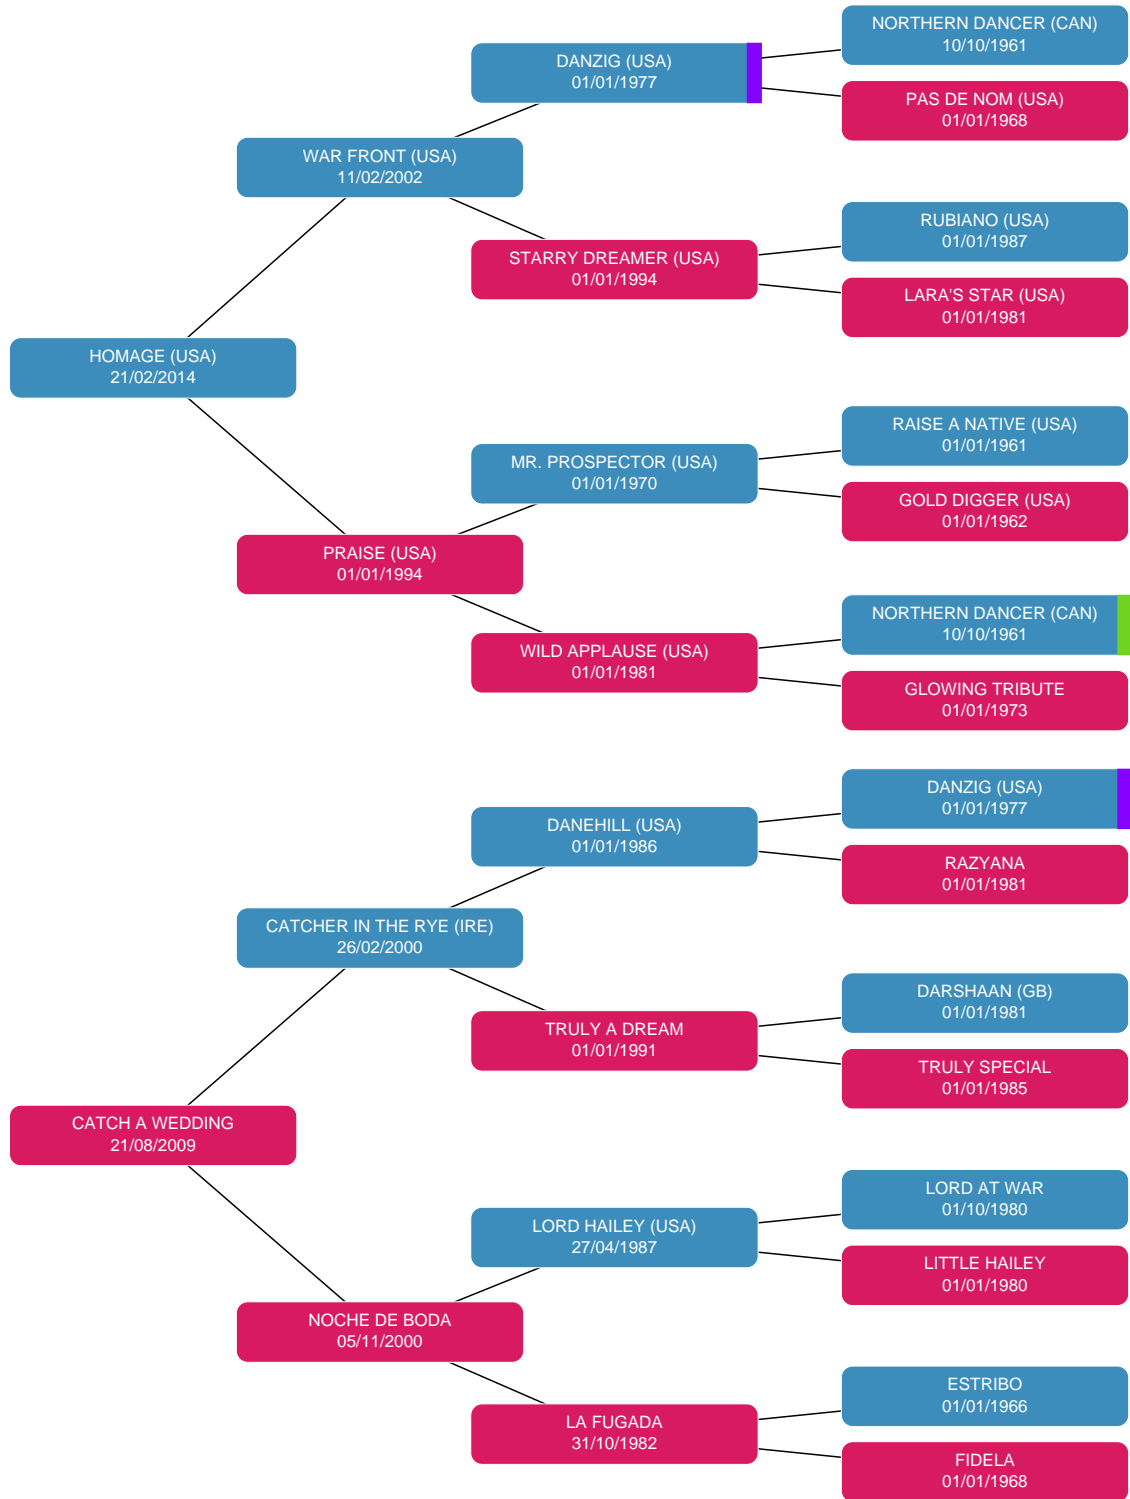 NORTHERN DANCER (CAN)
10/10/1961
DANZIG (USA)
01/01/1977
PAS DE NOM (USA)
01/01/1968
WAR FRONT (USA)
11/02/2002
RUBIANO (USA)
01/01/1987
STARRY DREAMER (USA)
01/01/1994
LARA'S STAR (USA)
01/01/1981
HOMAGE (USA)
21/02/2014
RAISE A NATIVE (USA)
01/01/1961
MR. PROSPECTOR (USA)
01/01/1970
GOLD DIGGER (USA)
01/01/1962
PRAISE (USA)
01/01/1994
NORTHERN DANCER (CAN)
10/10/1961
WILD APPLAUSE (USA)
01/01/1981
GLOWING TRIBUTE
01/01/1973
DANZIG (USA)
01/01/1977
DANEHILL (USA)
01/01/1986
RAZYANA
01/01/1981
CATCHER IN THE RYE (IRE)
26/02/2000
DARSHAAN (GB)
01/01/1981
TRULY A DREAM
01/01/1991
TRULY SPECIAL
01/01/1985
CATCH A WEDDING
21/08/2009
LORD AT WAR
01/10/1980
LORD HAILEY (USA)
27/04/1987
LITTLE HAILEY
01/01/1980
NOCHE DE BODA
05/11/2000
ESTRIBO
01/01/1966
LA FUGADA
31/10/1982
FIDELA
01/01/1968